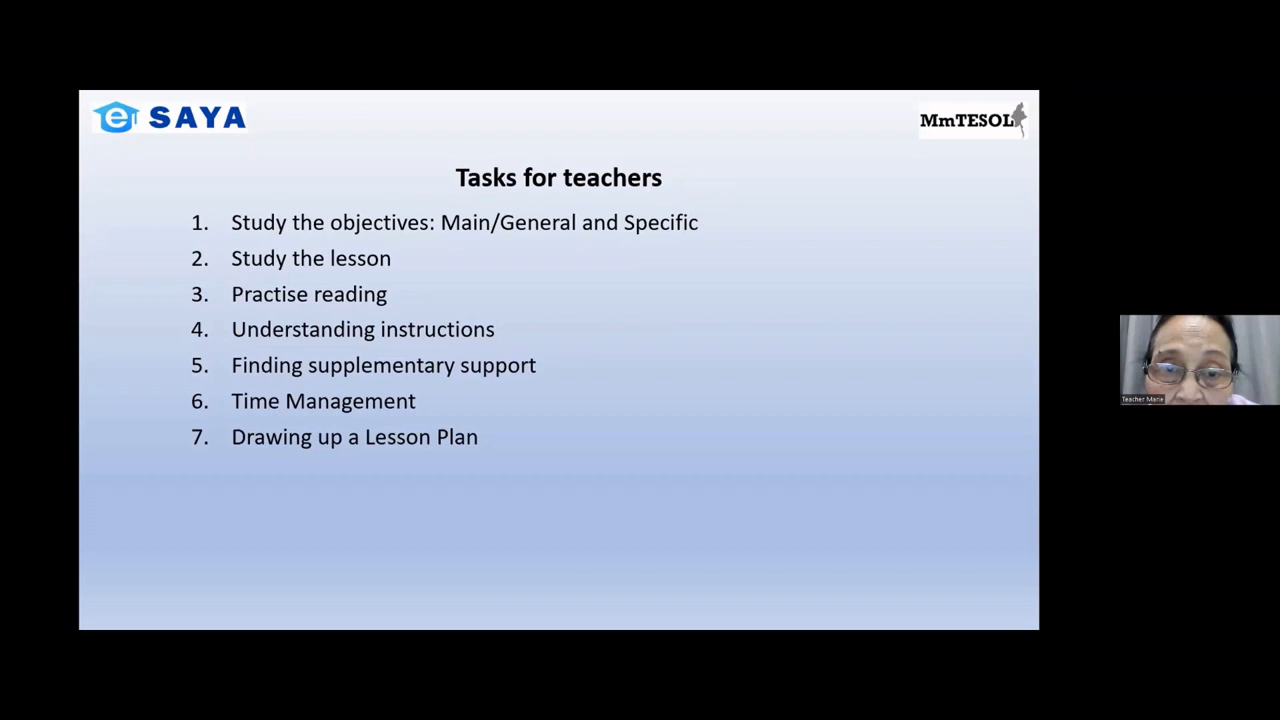 e SAYA
MmTESOL
Tasks for teachers
1. Study the objectives: Main/General and Specific
2. Study the lesson
3. Practise reading
4. Understanding instructions
5. Finding supplementary support
6. Time Management
7. Drawing up a Lesson Plan
Teacher Marie